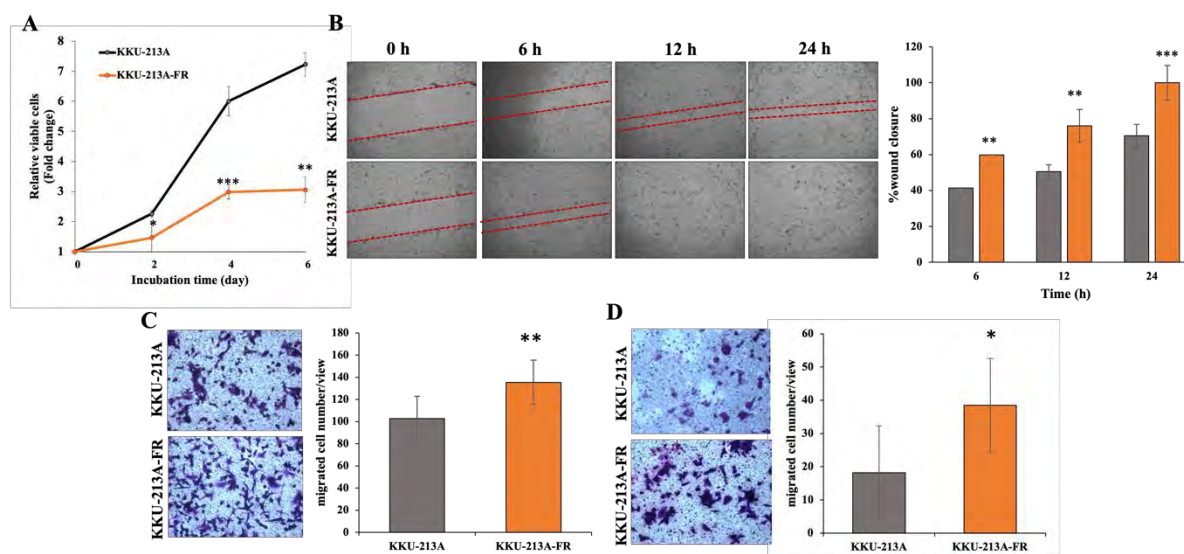 A
8
7
6
5
4
3
2
1
KKU-213A
KKU-213A-FR
*
***
**
0
2
4
6
Relative viable cells
(Fold change)
Incubation time (day)
B
0 h
6 h
12 h
24 h
KKU-213A
KKU-213A-FR
120
100
80
60
40
20
0
**
**
***
%wound closure
6
12
24
Time (h)
C
KKU-213A
KKU-213A-FR
180
160
140
120
100
80
60
40
20
0
**
migrated cell number/view
KKU-213A
KKU-213A-FR
D
KKU-213A
KKU-213A-FR
60
50
40
30
20
10
0
*
migrated cell number/view
KKU-213A
KKU-213A-FR